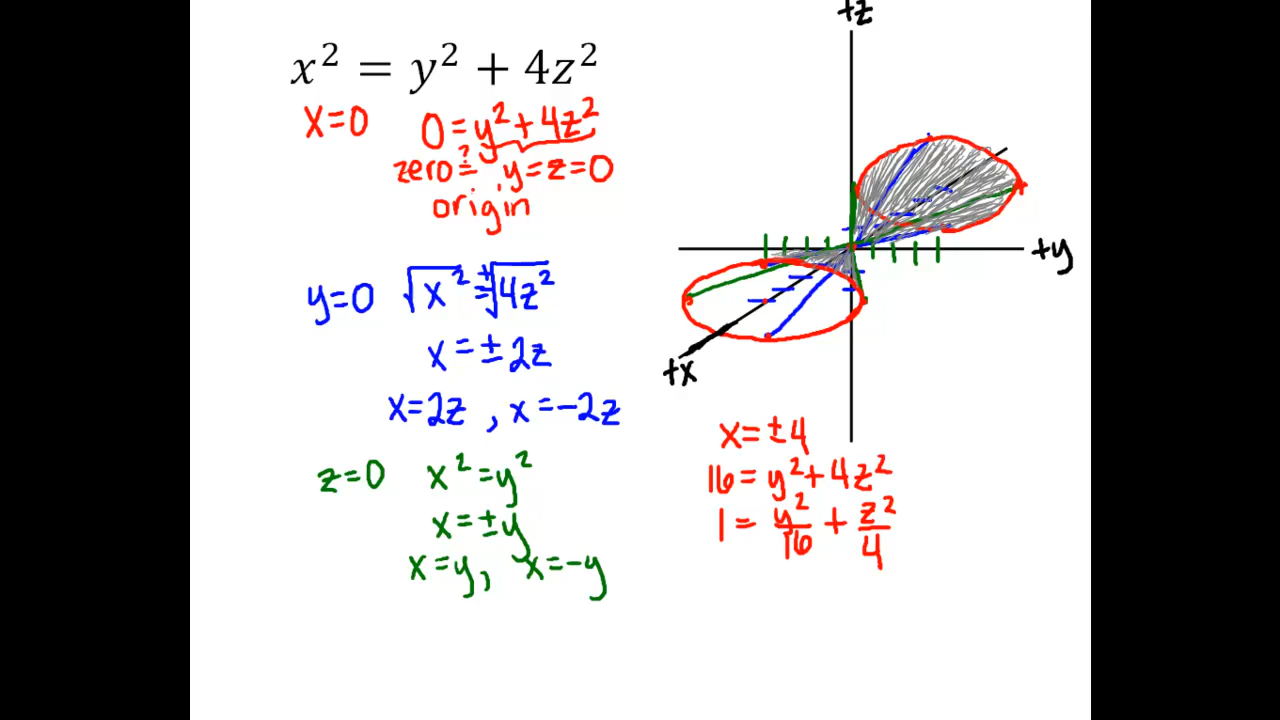 x² = y² + 4z²
x=0 0=y²+4z²
zero=? y=z=0
origin
y=0 √x² = ±√4z²
x=±2z
x=2z, x=-2z
z=0 x²=y²
x=±y
x=y, x=-y
+z
+y
+x
x=±4
16=y²+4z²
1 = y²/16 + z²/4